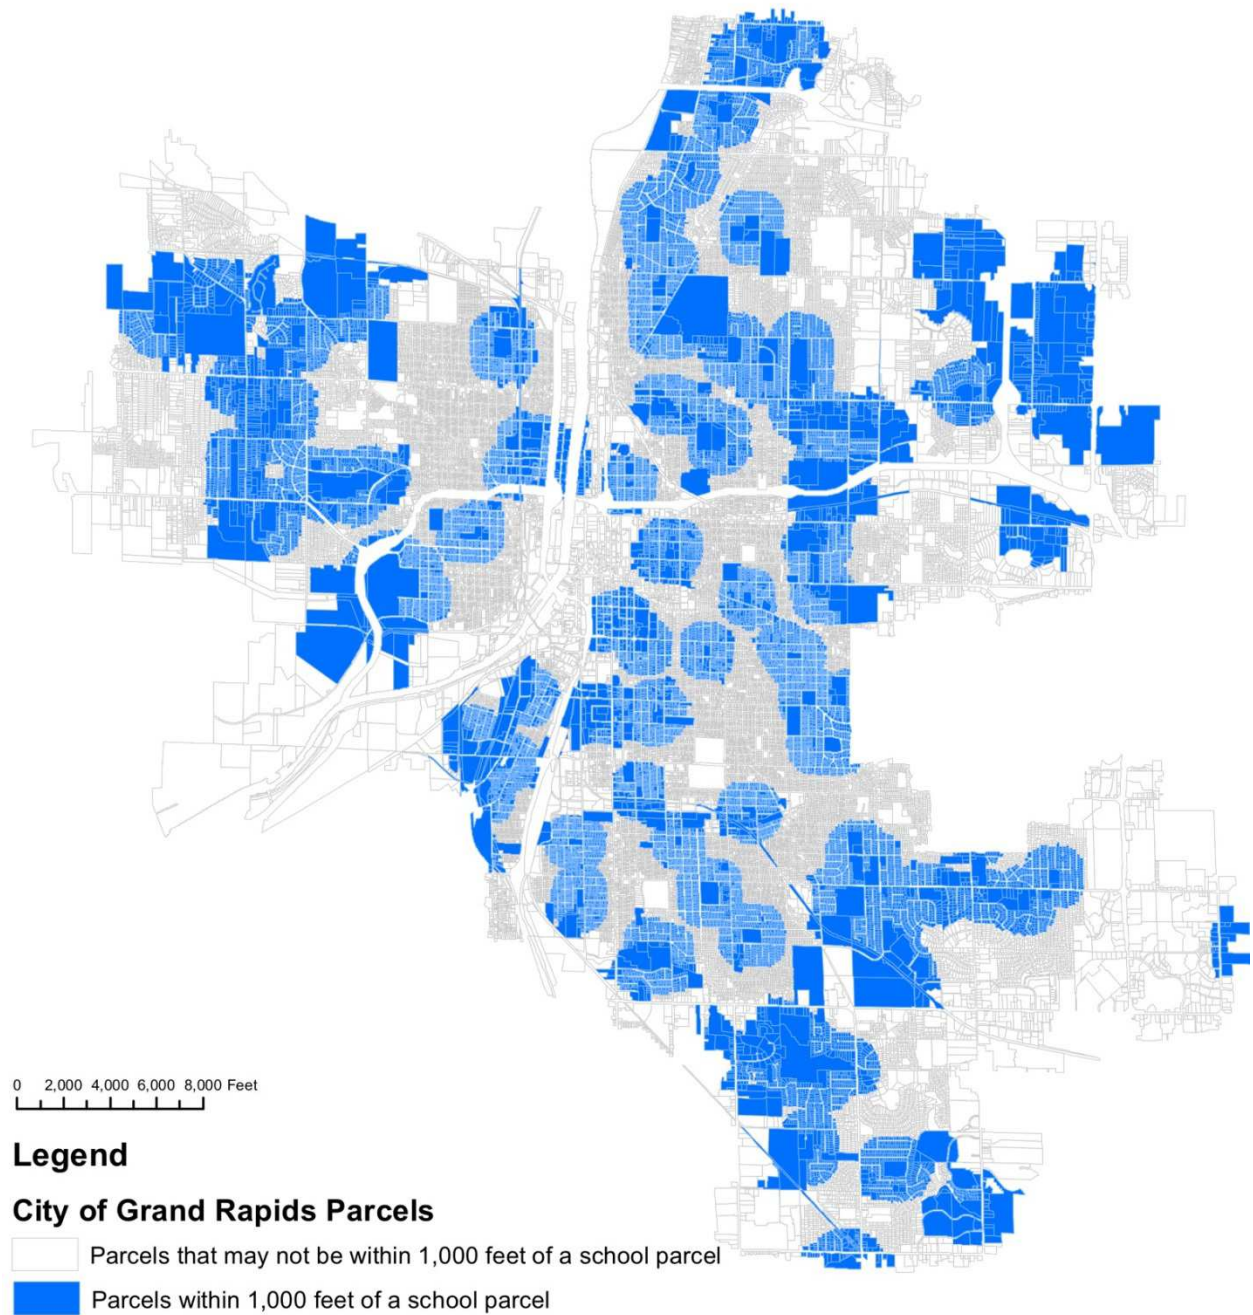 0 2,000 4,000 6,000 8,000 Feet
Legend
City of Grand Rapids Parcels
Parcels that may not be within 1,000 feet of a school parcel
Parcels within 1,000 feet of a school parcel